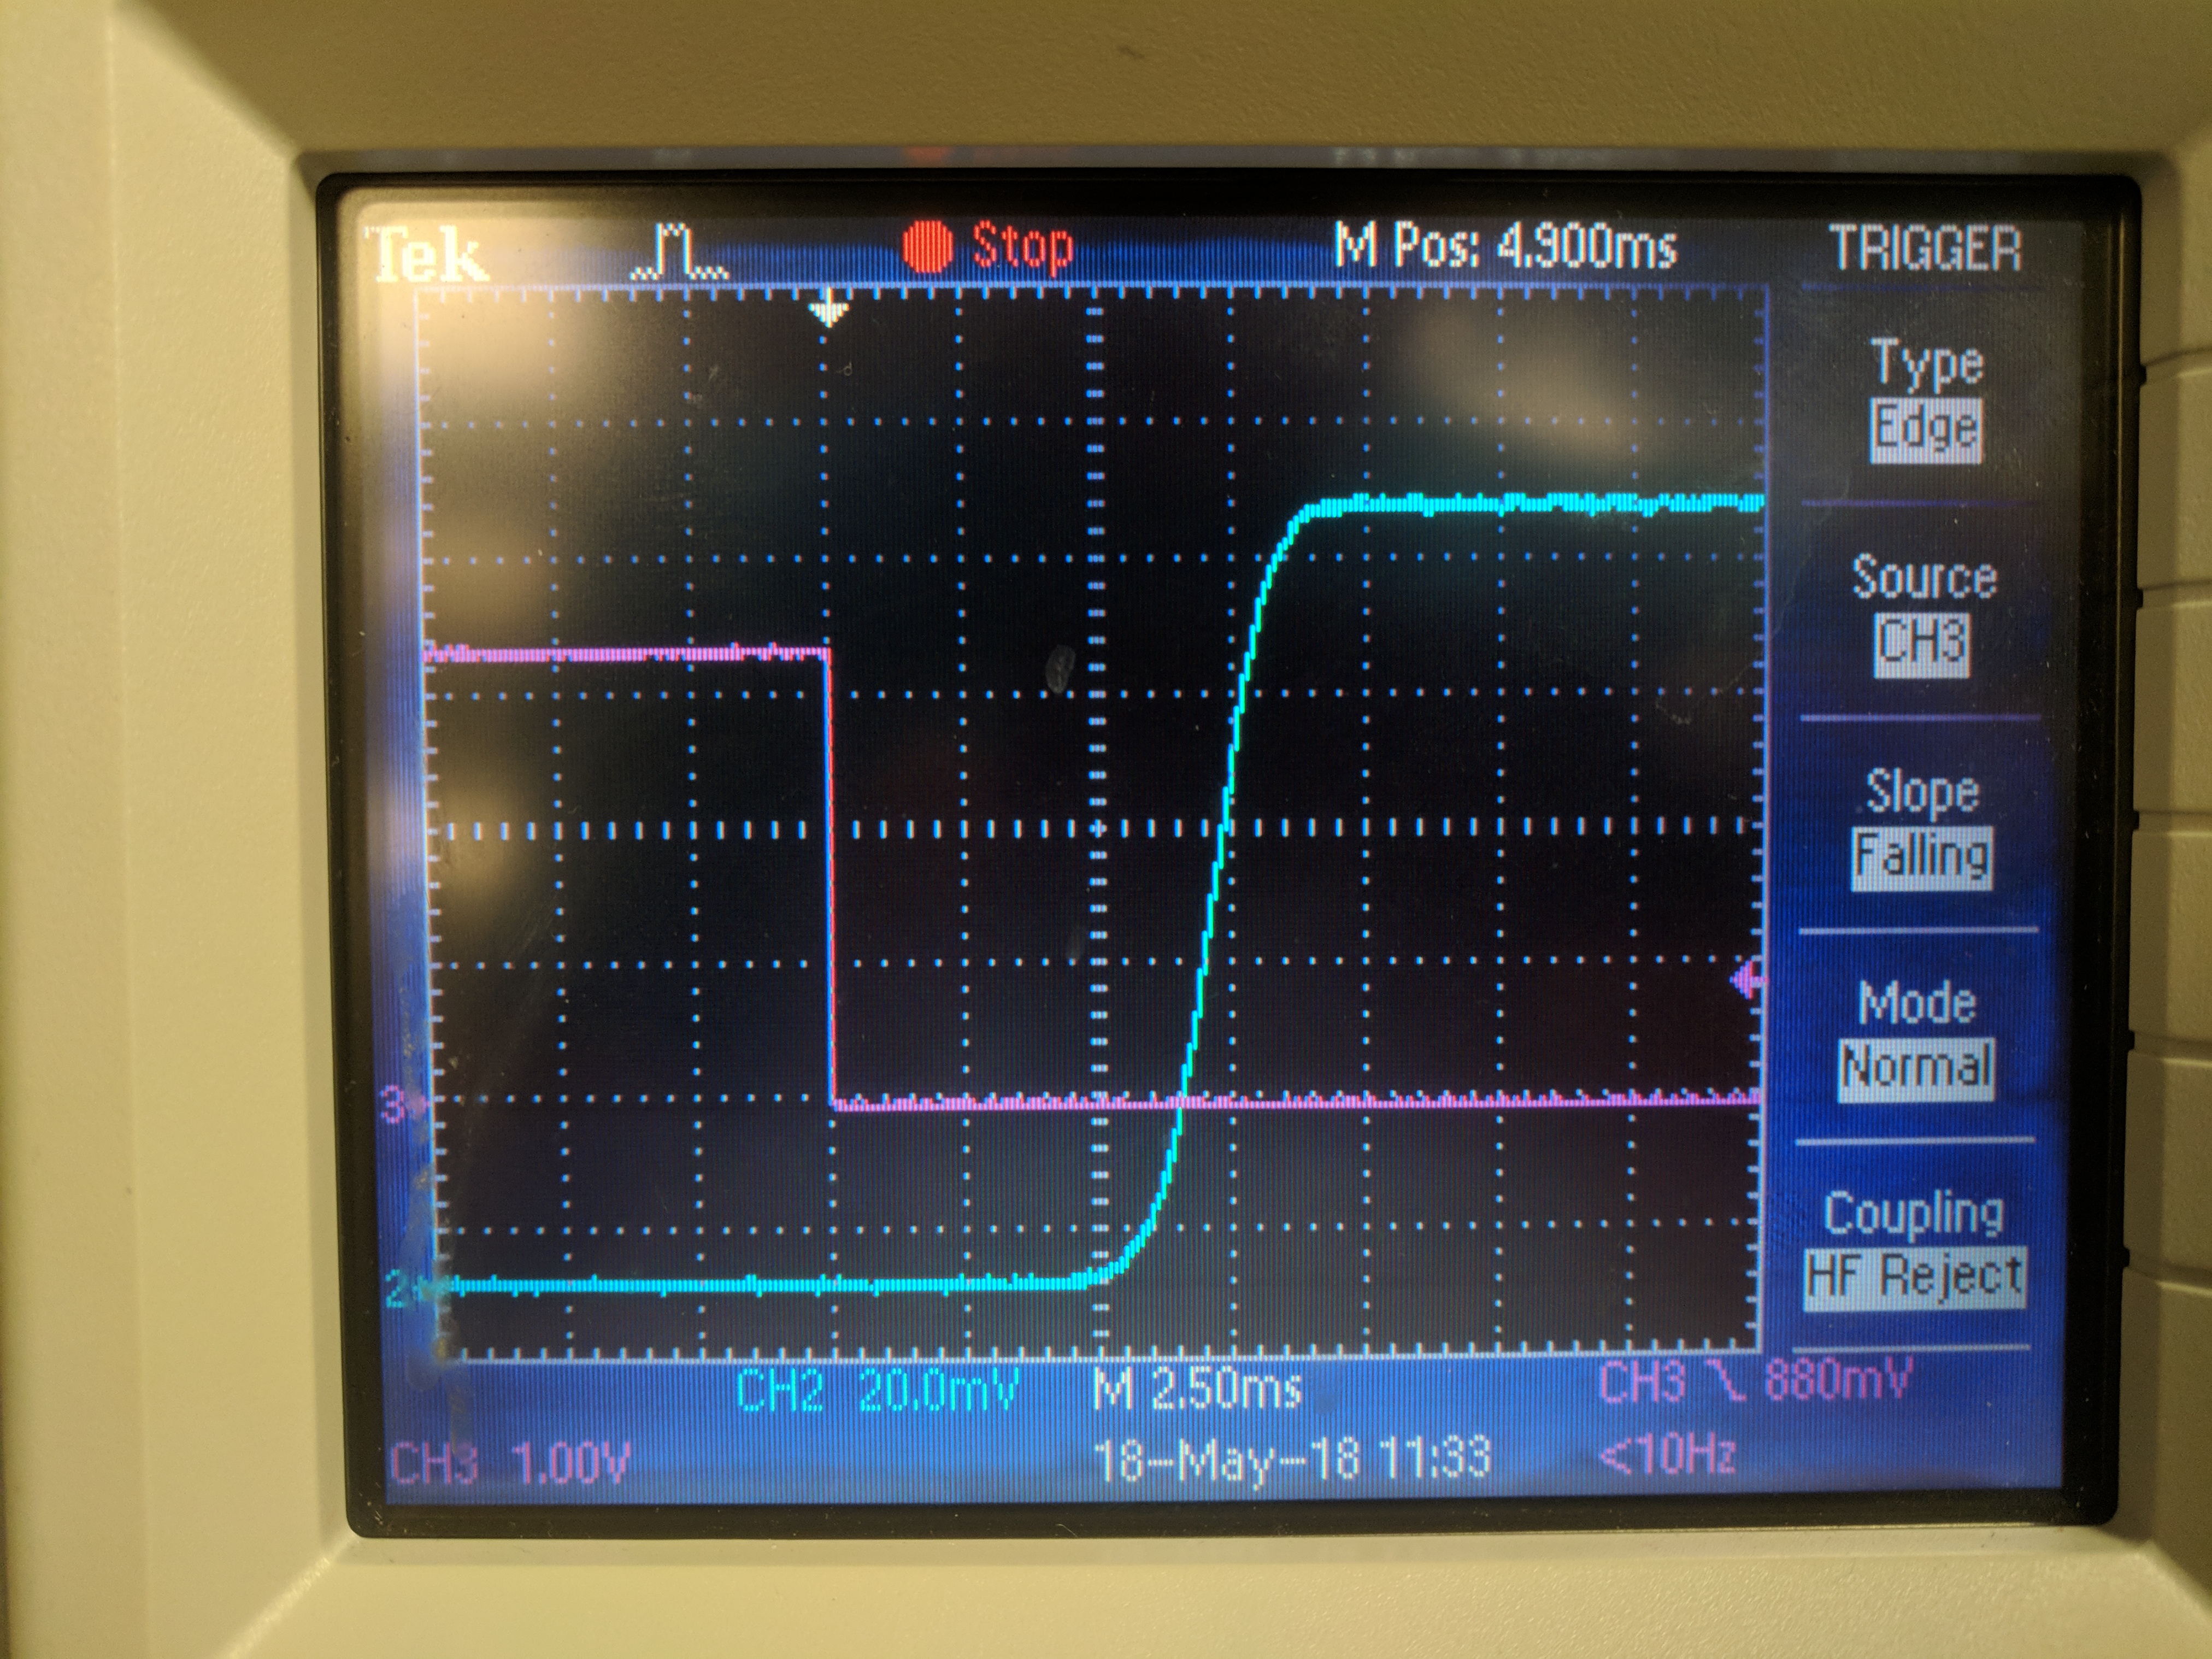 Tek Stop M Pos: 4.900ms TRIGGER
Type
Edge
Source
CH3
Slope
Falling
Mode
Normal
3
Coupling
HF Reject
2
CH2 20.0mV M 2.50ms CH3 880mV
CH3 1.00V 18-May-18 11:33 <10Hz